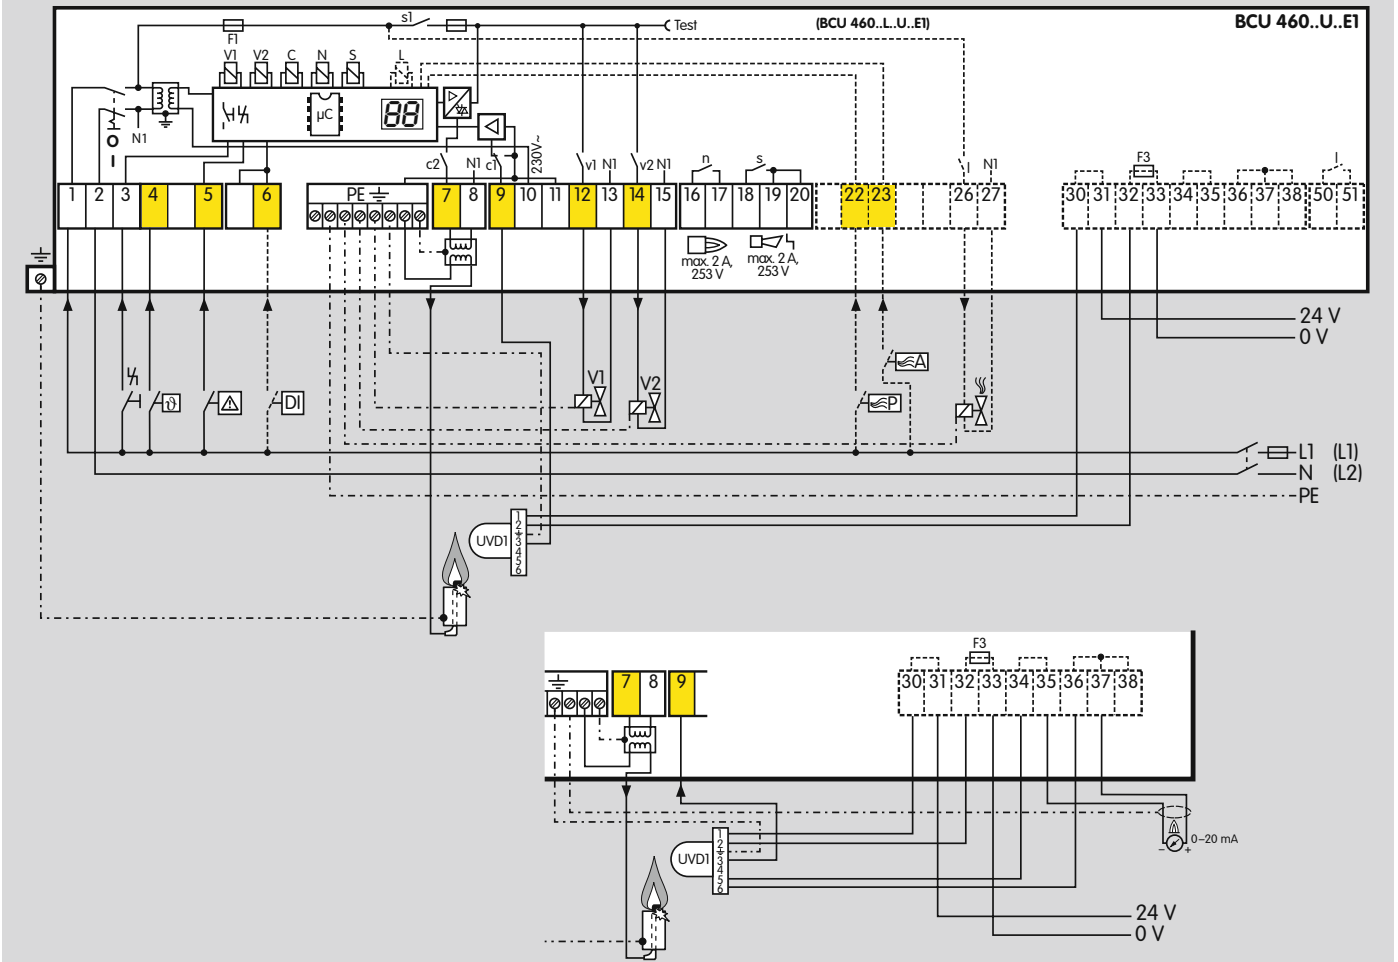 s1 Test (BCU 460..L..U..E1) BCU 460..U..E1
F1
V1 V2 C N S L
µC 88
O N1
I
c2 N1 c1 230V~ v1 N1 v2 N1 n s I N1 F3 I
1 2 3 4 5 6 PE 7 8 9 10 11 12 13 14 15 16 17 18 19 20 22 23 26 27 30 31 32 33 34 35 36 37 38 50 51
max. 2 A, 253 V
max. 2 A, 253 V
24 V
0 V
A
V1 V2
ϑ DI P
L1 (L1)
N (L2)
PE
UVD1 1 2 3 4 5 6
F3
7 8 9 30 31 32 33 34 35 36 37 38
0–20 mA
– +
UVD1 1 2 3 4 5 6
24 V
0 V